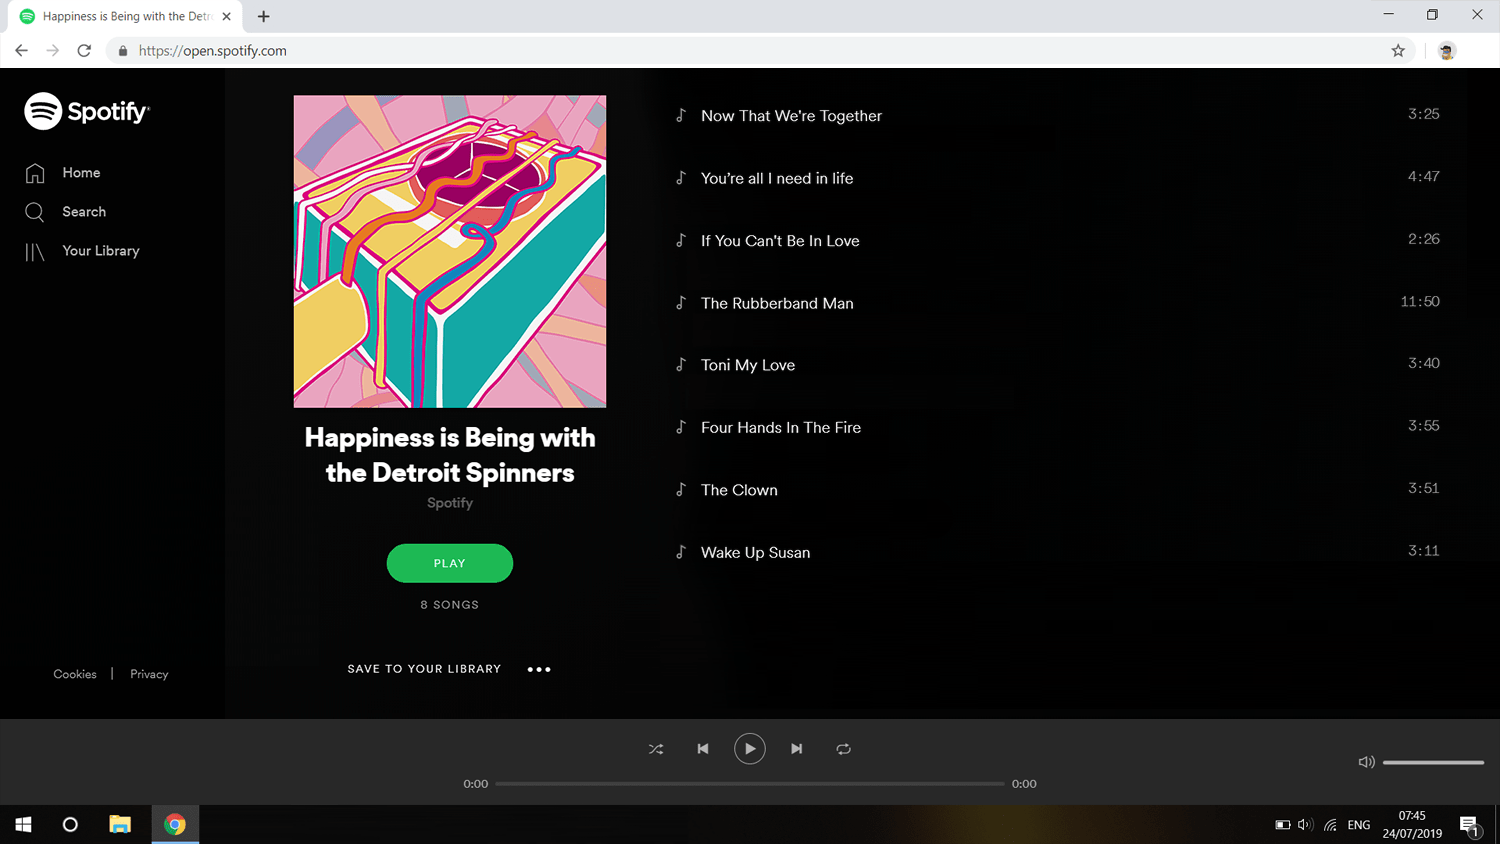 Happiness is Being with the Detr
https://open.spotify.com
Spotify
Home
Search
Your Library
Cookies | Privacy
Happiness is Being with
the Detroit Spinners
Spotify
PLAY
8 SONGS
SAVE TO YOUR LIBRARY
Now That We're Together 3:25
You're all I need in life 4:47
If You Can't Be In Love 2:26
The Rubberband Man 11:50
Toni My Love 3:40
Four Hands In The Fire 3:55
The Clown 3:51
Wake Up Susan 3:11
0:00 0:00
ENG
07:45
24/07/2019
1